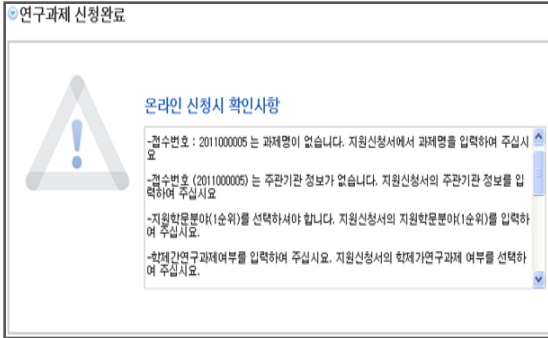 연구과제 신청완료
온라인 신청시 확인사항
-접수번호 : 2011000005 는 과제명이 없습니다. 지원신청서에서 과제명을 입력하여 주십시
요
-접수번호 (2011000005) 는 주관기관 정보가 없습니다. 지원신청서의 주관기관 정보를 입
력하여 주십시요
-지원학문분야(1순위)를 선택하셔야 합니다. 지원신청서의 지원학문분야(1순위)를 입력하
여 주십시요.
-학제간연구과제여부를 입력하여 주십시요. 지원신청서의 학제가연구과제 여부를 선택하
여 주십시요.